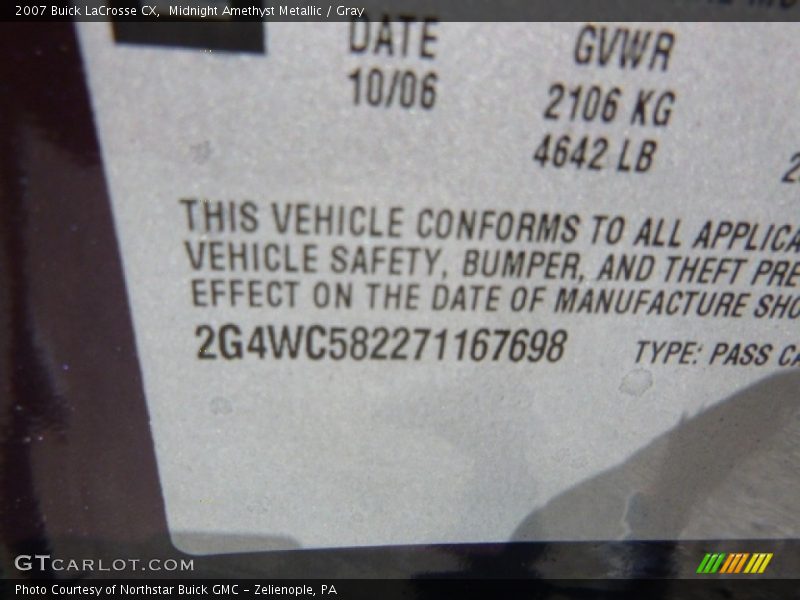 2007 Buick LaCrosse CX, Midnight Amethyst Metallic / Gray
DATE GVWR
10/06 2106 KG
4642 LB
THIS VEHICLE CONFORMS TO ALL APPLICA
VEHICLE SAFETY, BUMPER, AND THEFT PRE
EFFECT ON THE DATE OF MANUFACTURE SHO
2G4WC582271167698 TYPE: PASS CA
GTCARLOT.COM
Photo Courtesy of Northstar Buick GMC - Zelienople, PA